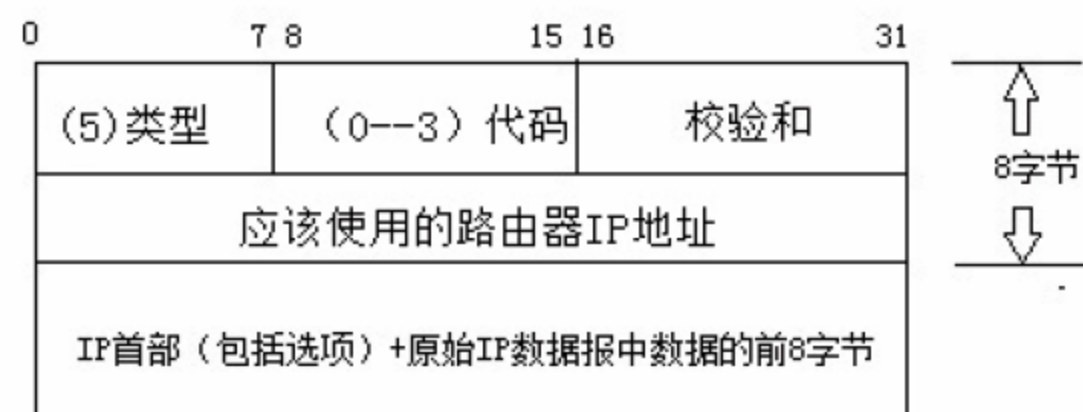 0 7 8 15 16 31
(5)类型 （0--3）代码 校验和
8字节
应该使用的路由器IP地址
IP首部（包括选项）+原始IP数据报中数据的前8字节